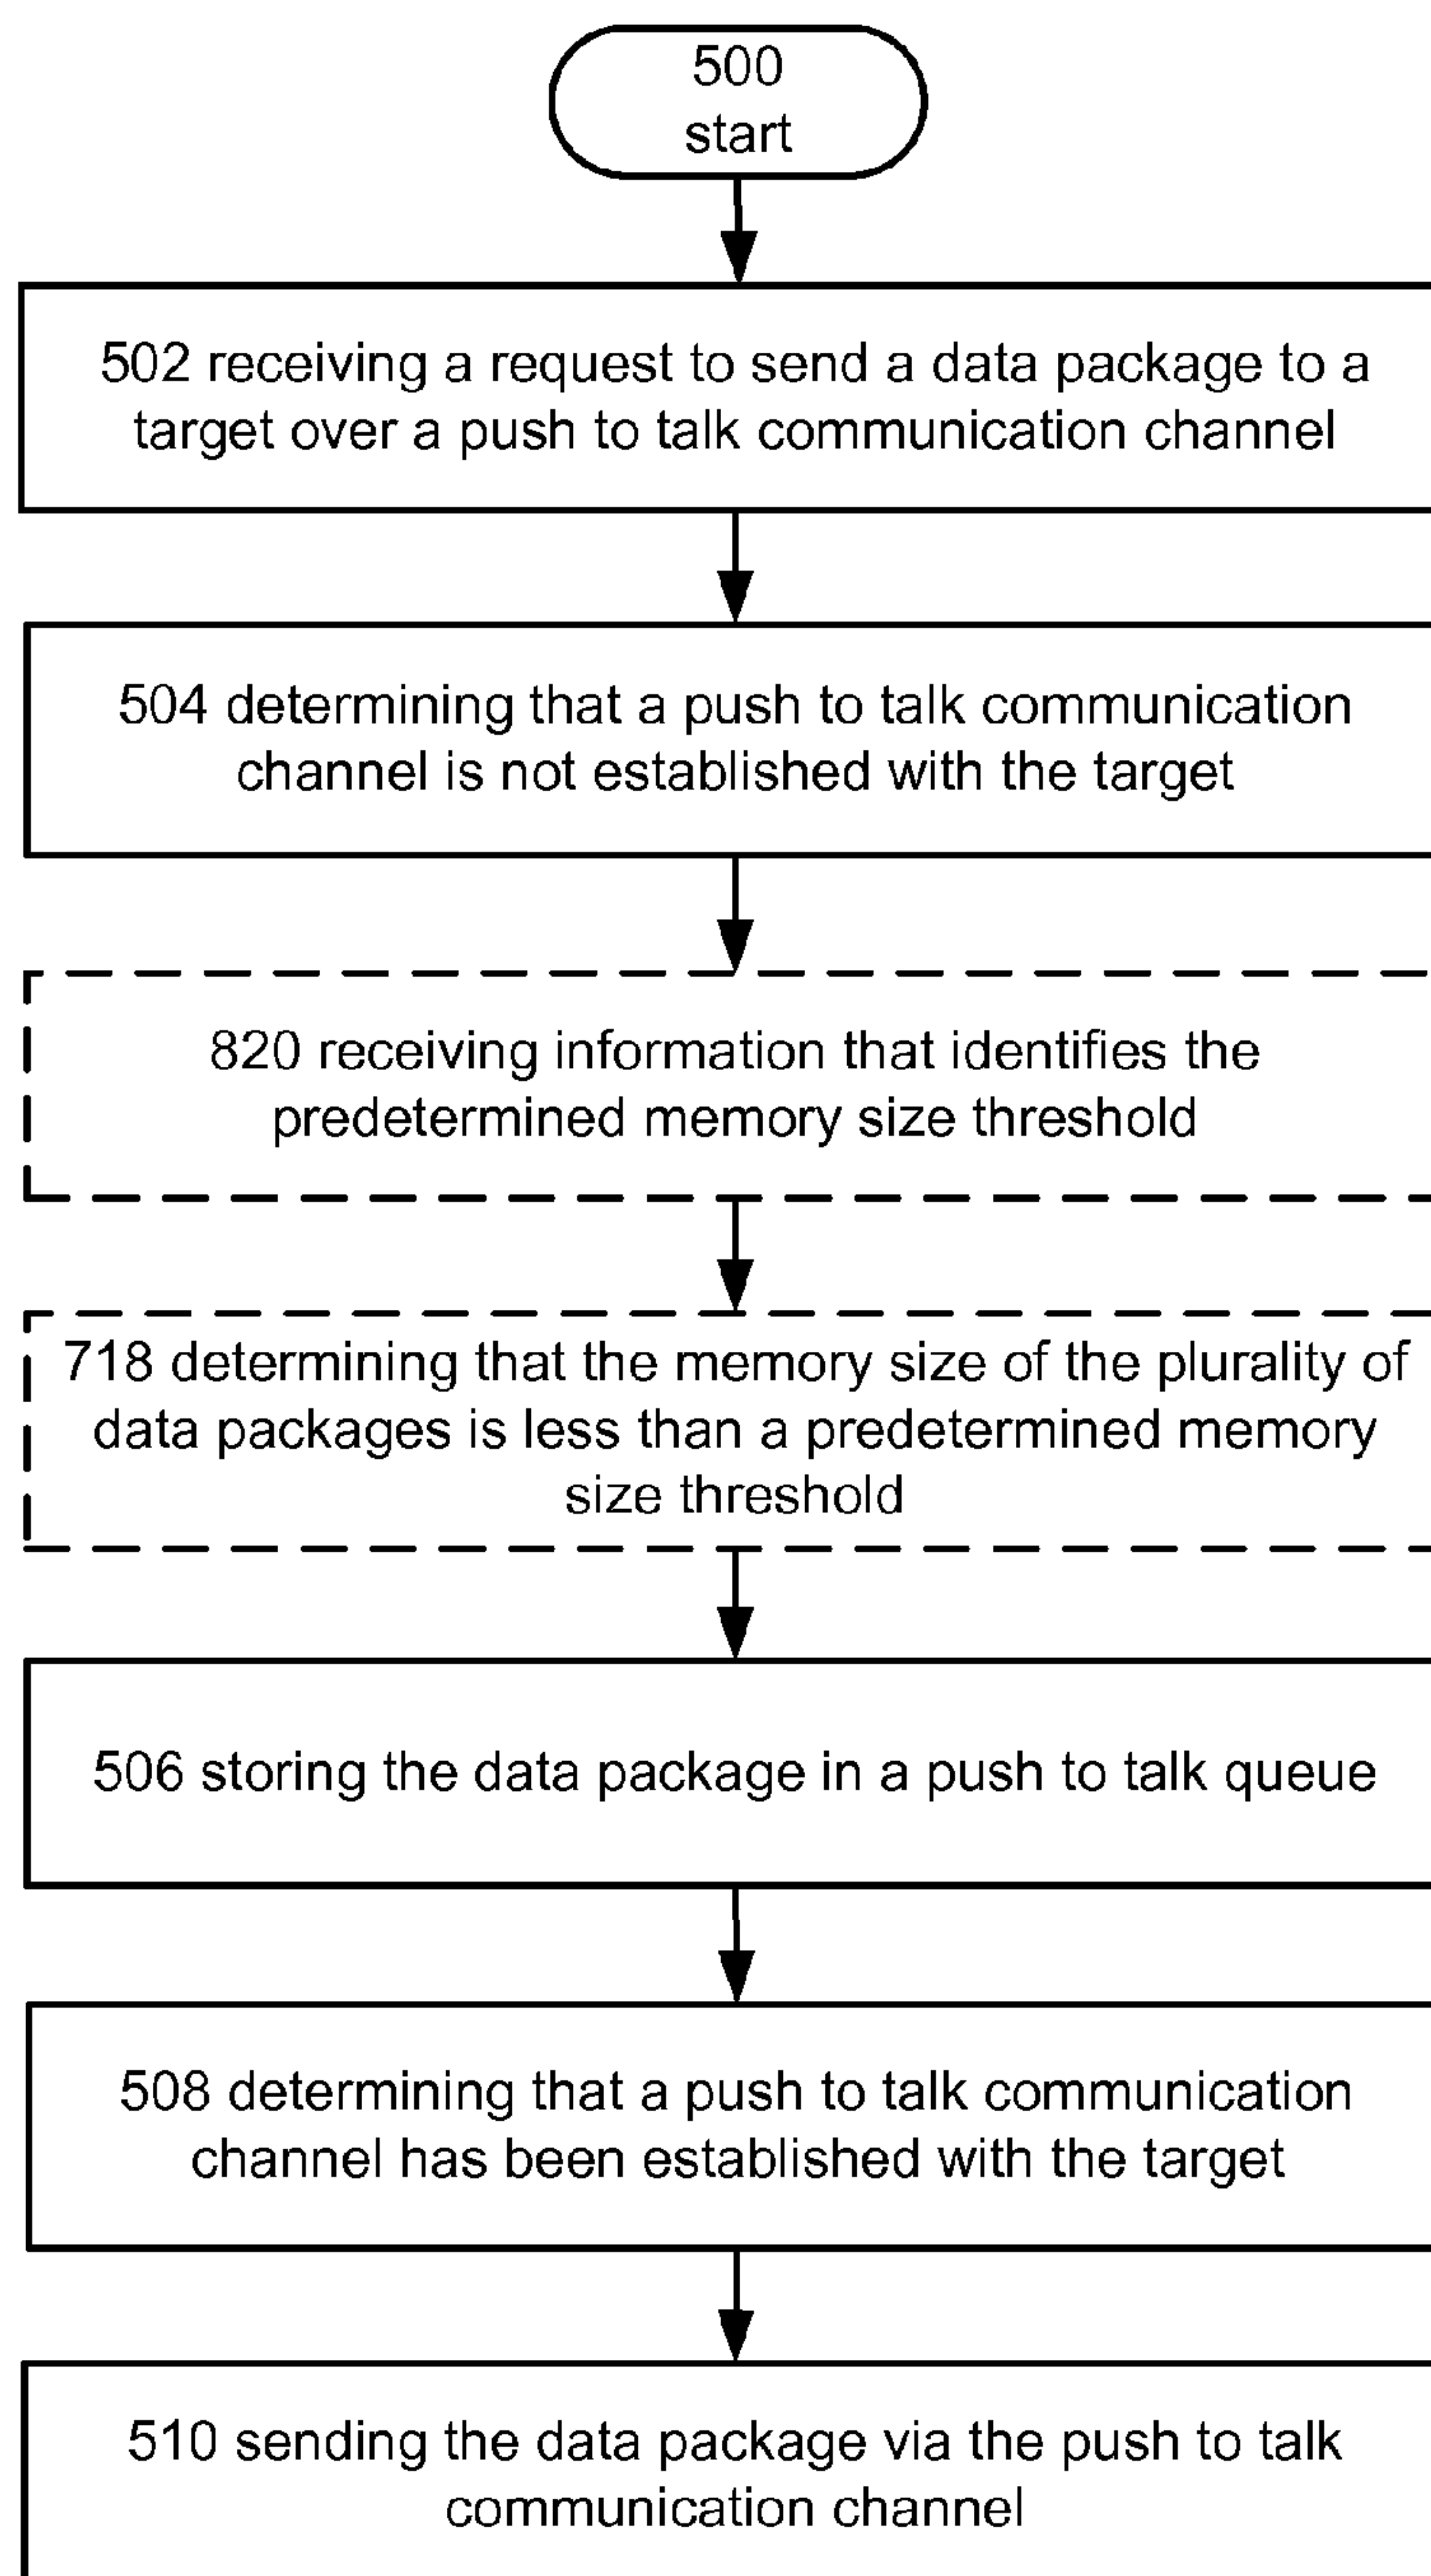 500
start
502 receiving a request to send a data package to a
target over a push to talk communication channel
504 determining that a push to talk communication
channel is not established with the target
820 receiving information that identifies the
predetermined memory size threshold
718 determining that the memory size of the plurality of
data packages is less than a predetermined memory
size threshold
506 storing the data package in a push to talk queue
508 determining that a push to talk communication
channel has been established with the target
510 sending the data package via the push to talk
communication channel